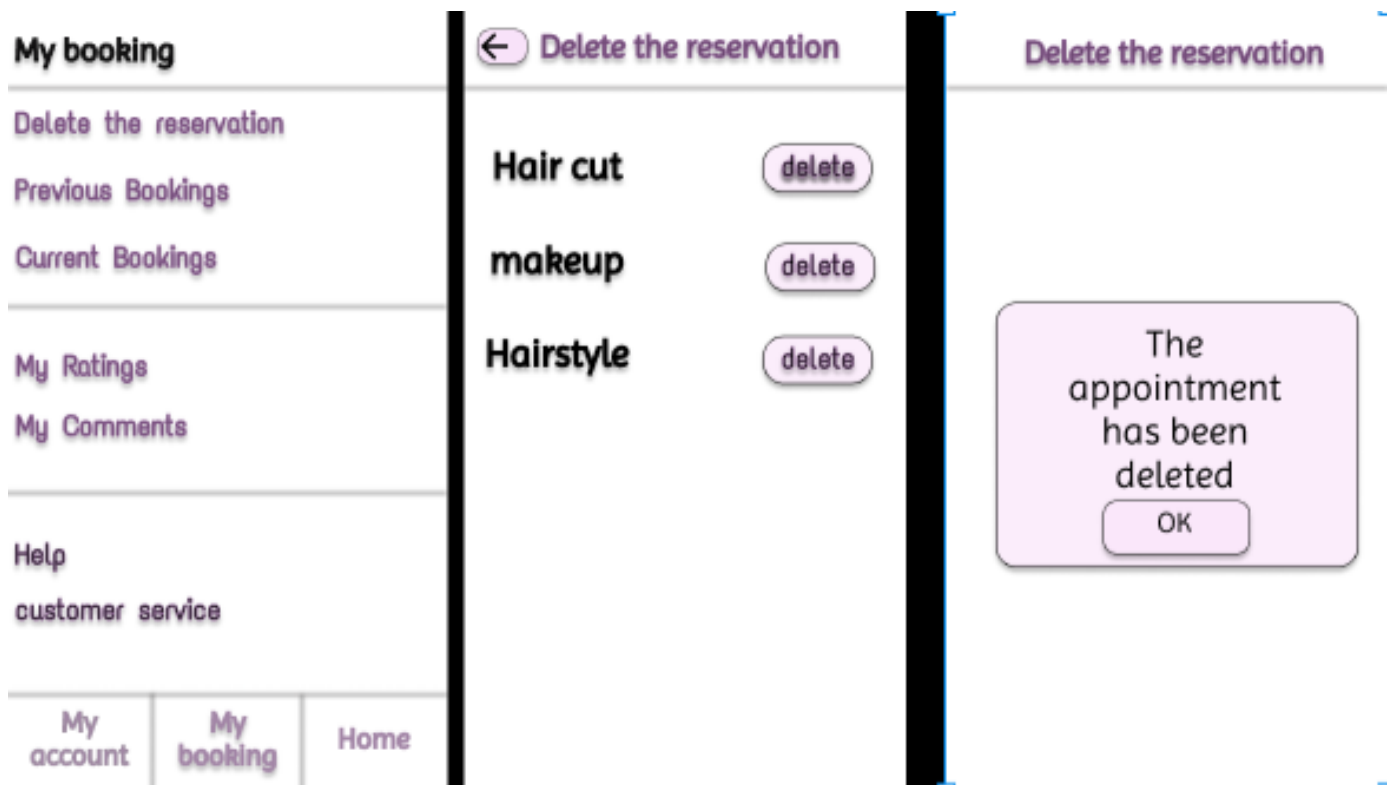 My booking
Delete the reservation
Previous Bookings
Current Bookings
My Ratings
My Comments
Help
customer service
My
account
My
booking
Home
Delete the reservation
Hair cut
delete
makeup
delete
Hairstyle
delete
Delete the reservation
The
appointment
has been
deleted
OK